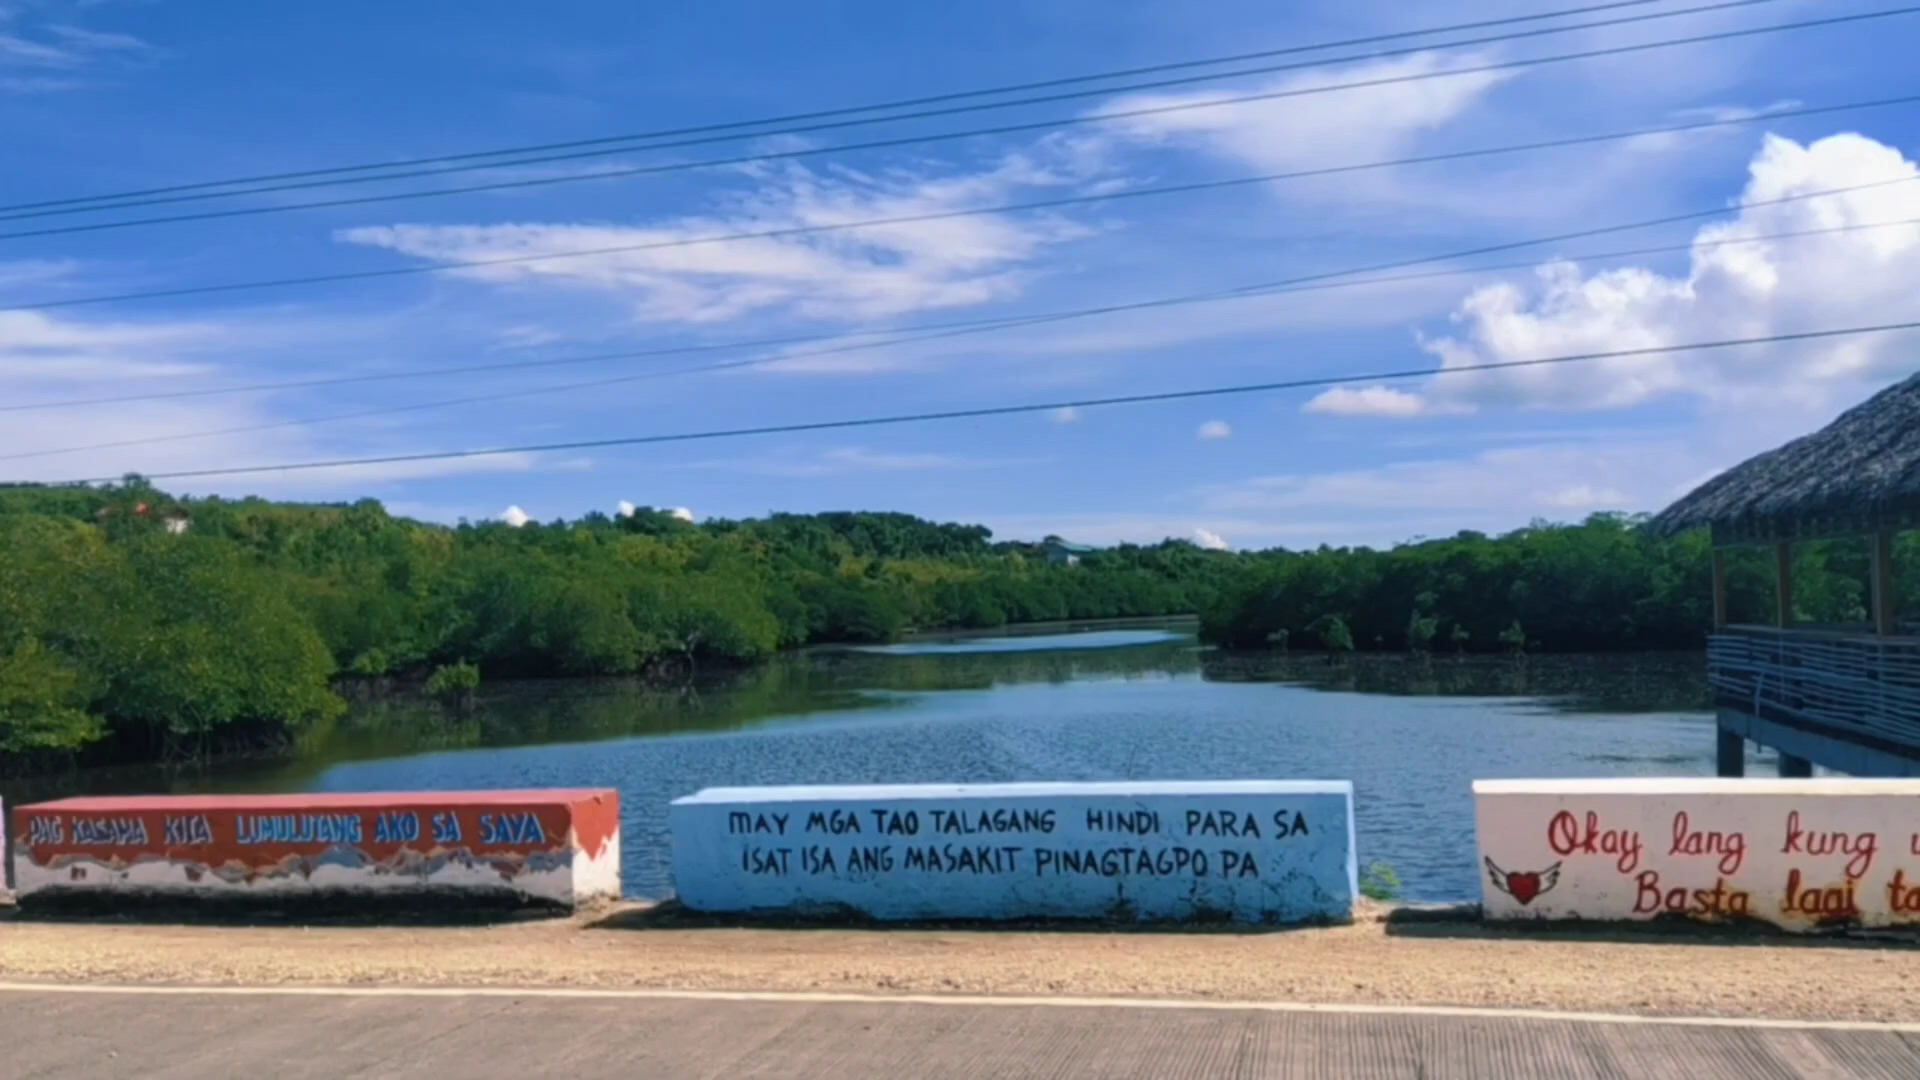 PAG KASAMA KITA LUMULUTANG AKO SA SAYA
MAY MGA TAO TALAGANG HINDI PARA SA
ISAT ISA ANG MASAKIT PINAGTAGPO PA
Okay lang kung
Basta lagi